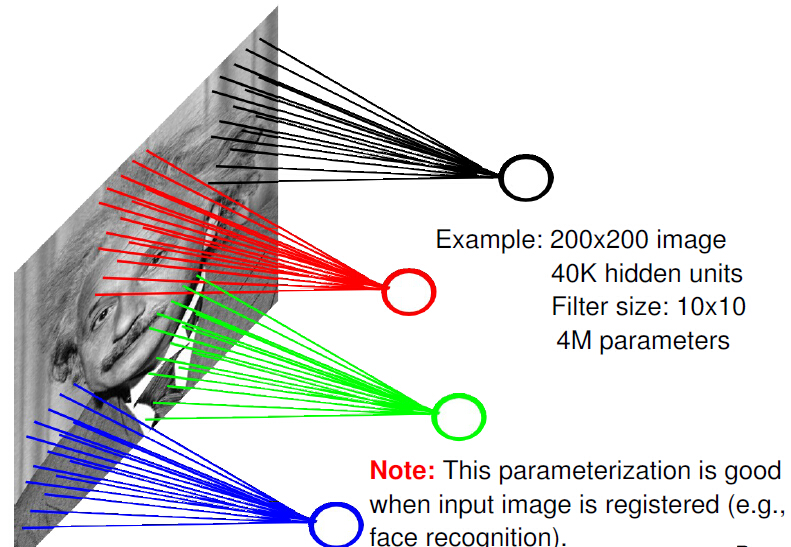 Example: 200x200 image
40K hidden units
Filter size: 10x10
4M parameters
Note: This parameterization is good
when input image is registered (e.g.,
face recognition).